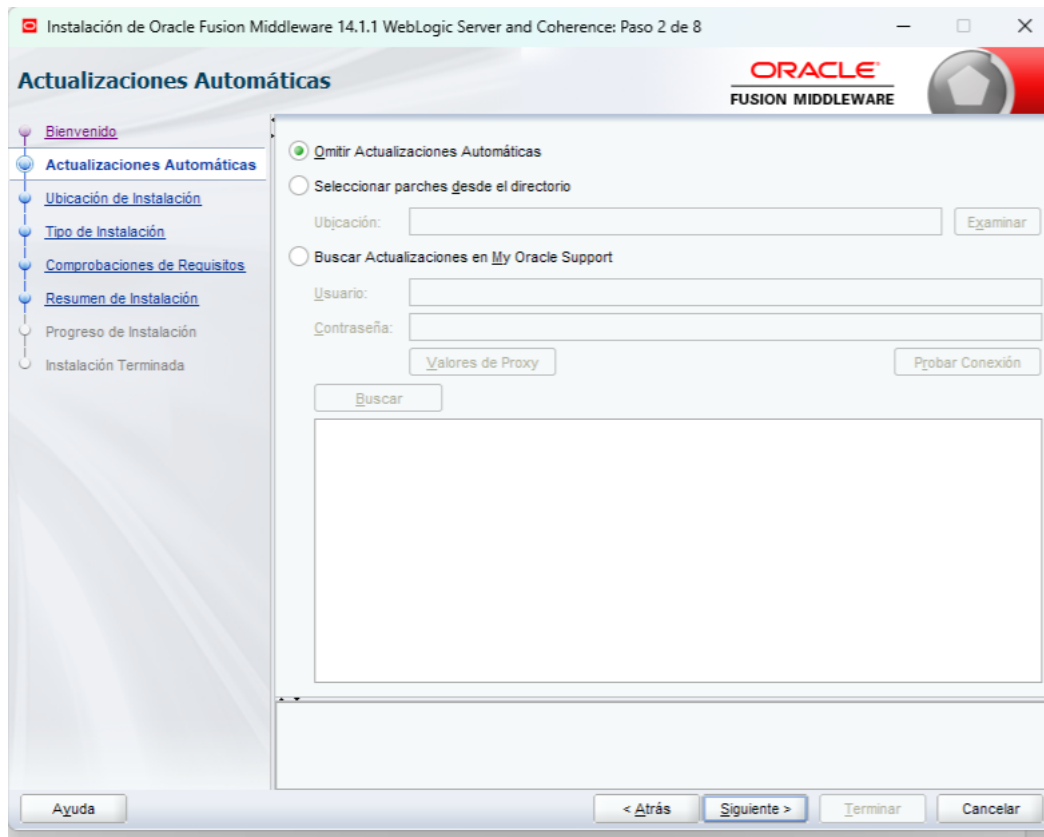 Instalación de Oracle Fusion Middleware 14.1.1 WebLogic Server and Coherence: Paso 2 de 8
Actualizaciones Automáticas
ORACLE
FUSION MIDDLEWARE
Bienvenido
Actualizaciones Automáticas
Ubicación de Instalación
Tipo de Instalación
Comprobaciones de Requisitos
Resumen de Instalación
Progreso de Instalación
Instalación Terminada
Omitir Actualizaciones Automáticas
Seleccionar parches desde el directorio
Ubicación:
Examinar
Buscar Actualizaciones en My Oracle Support
Usuario:
Contraseña:
Valores de Proxy
Probar Conexión
Buscar
Ayuda
< Atrás
Siguiente >
Terminar
Cancelar